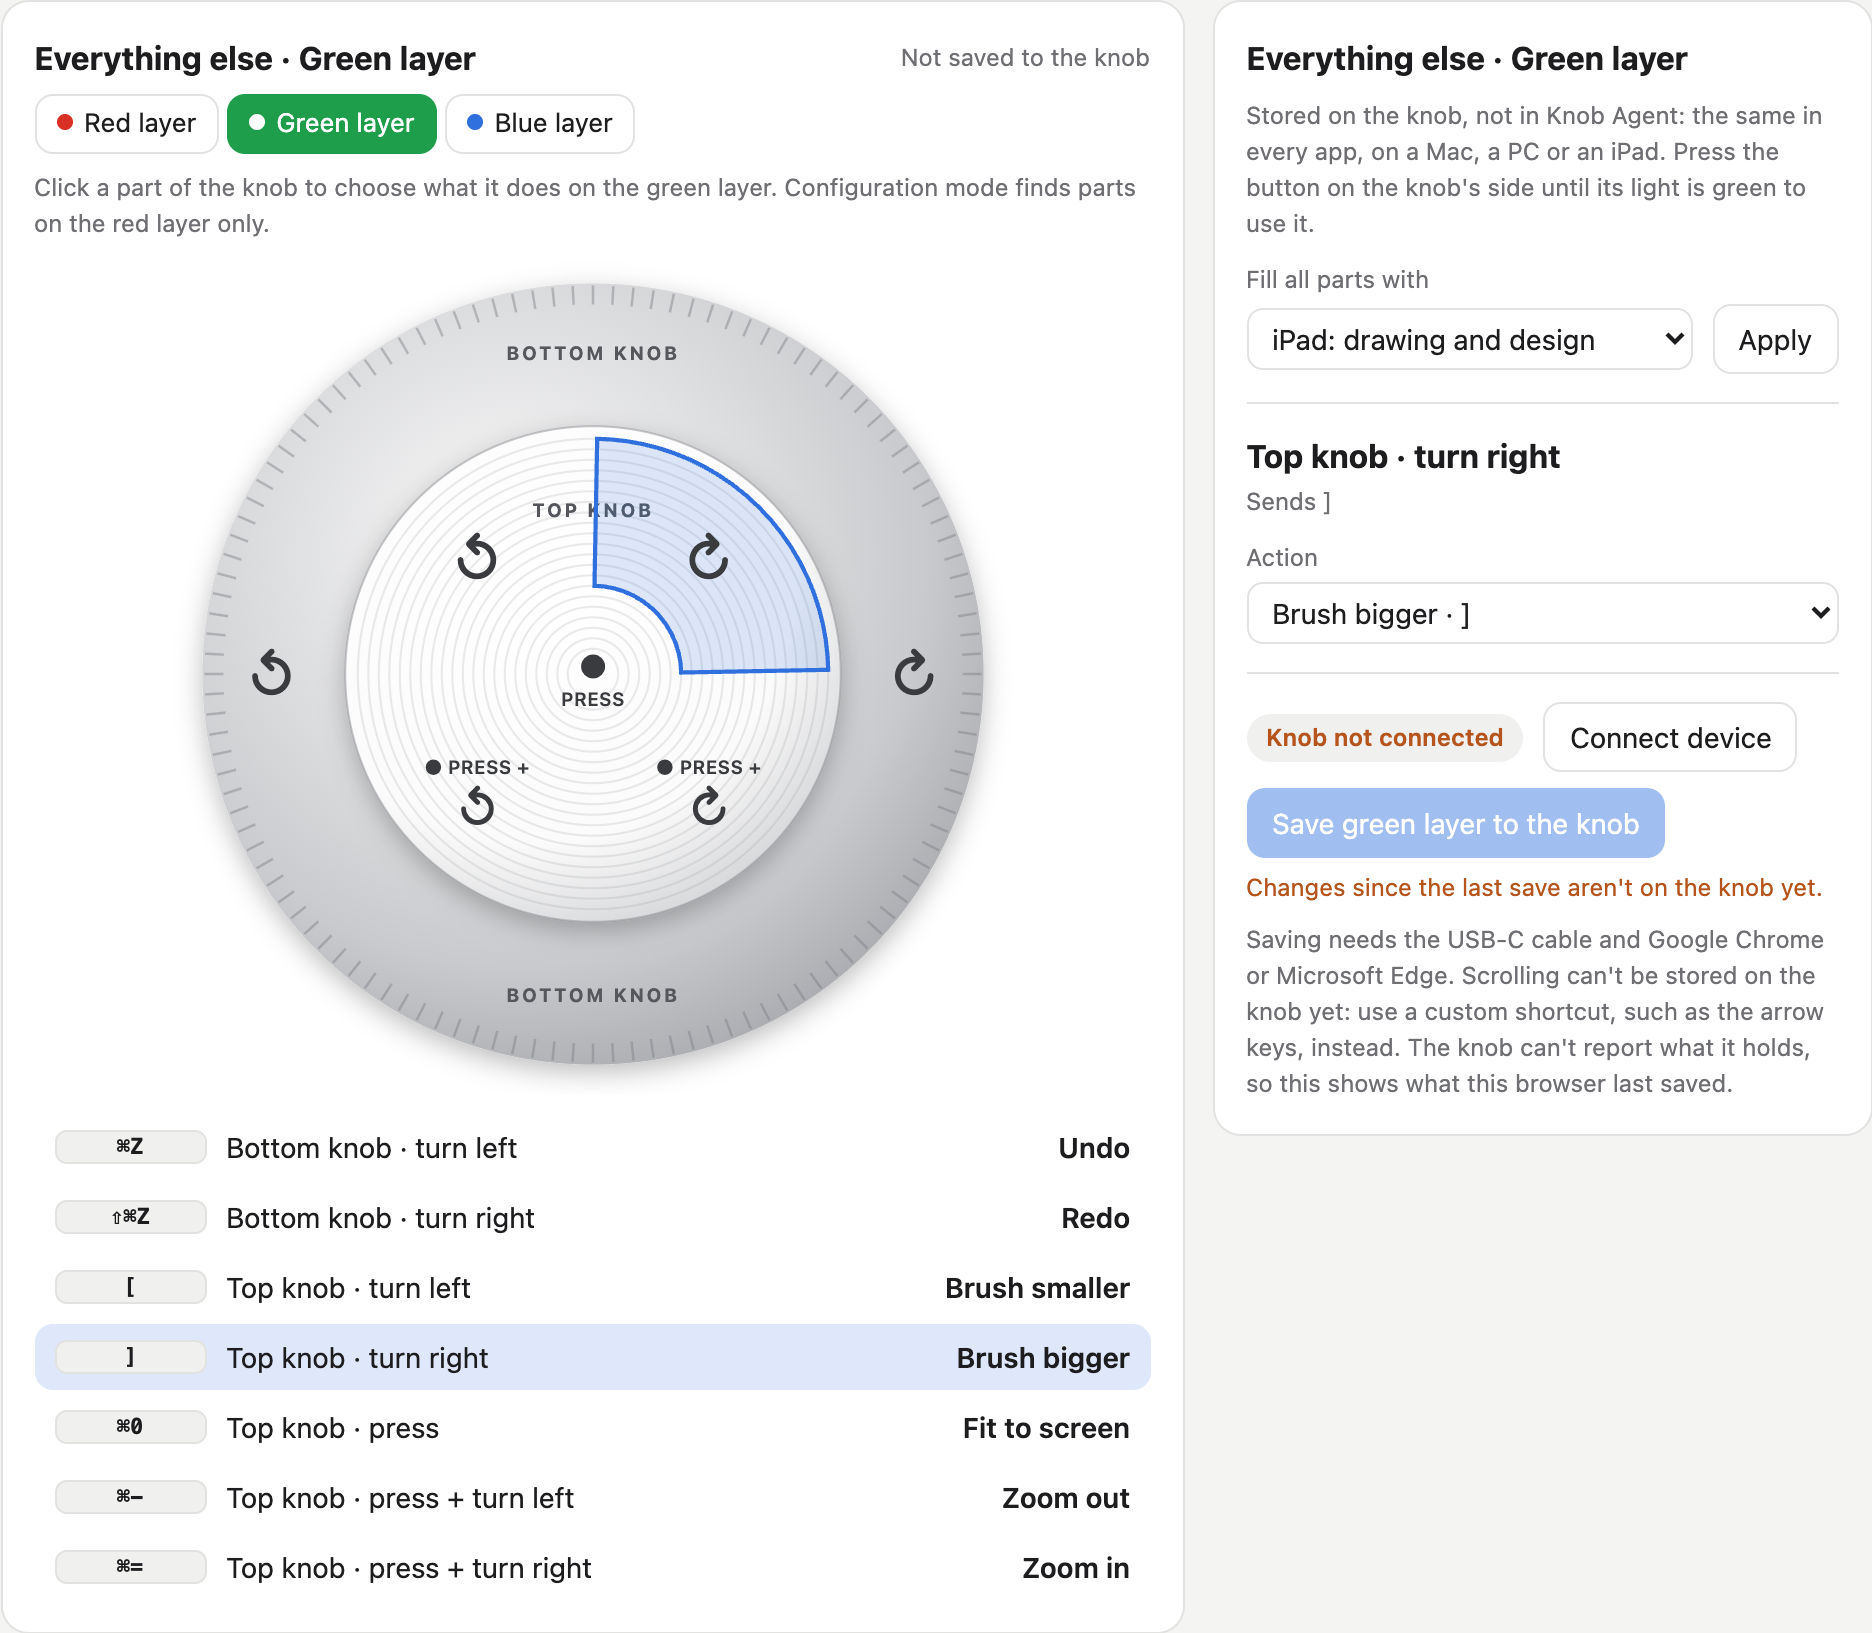 Everything else · Green layer
Not saved to the knob
Red layer
Green layer
Blue layer
Click a part of the knob to choose what it does on the green layer. Configuration mode finds parts
on the red layer only.
BOTTOM KNOB
TOP KNOB
PRESS
PRESS +
PRESS +
BOTTOM KNOB
⌘Z Bottom knob · turn left Undo
⇧⌘Z Bottom knob · turn right Redo
[ Top knob · turn left Brush smaller
] Top knob · turn right Brush bigger
⌘0 Top knob · press Fit to screen
⌘− Top knob · press + turn left Zoom out
⌘= Top knob · press + turn right Zoom in
Everything else · Green layer
Stored on the knob, not in Knob Agent: the same in
every app, on a Mac, a PC or an iPad. Press the
button on the knob's side until its light is green to
use it.
Fill all parts with
iPad: drawing and design
Apply
Top knob · turn right
Sends ]
Action
Brush bigger · ]
Knob not connected
Connect device
Save green layer to the knob
Changes since the last save aren't on the knob yet.
Saving needs the USB-C cable and Google Chrome
or Microsoft Edge. Scrolling can't be stored on the
knob yet: use a custom shortcut, such as the arrow
keys, instead. The knob can't report what it holds,
so this shows what this browser last saved.